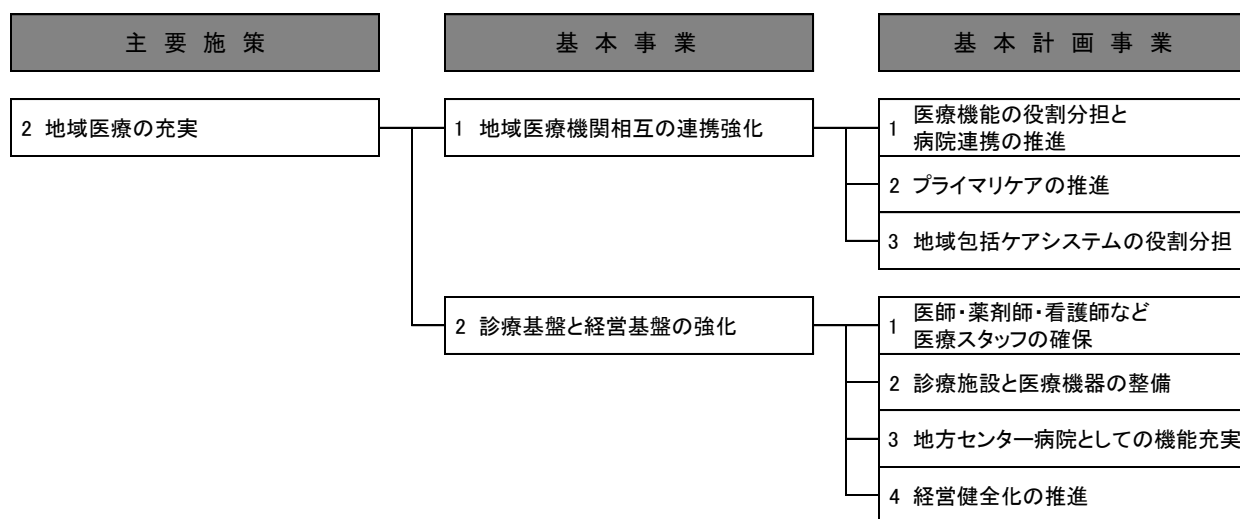 主要施策
基本事業
基本計画事業
2 地域医療の充実
1 地域医療機関相互の連携強化
1 医療機能の役割分担と
病院連携の推進
2 プライマリケアの推進
3 地域包括ケアシステムの役割分担
2 診療基盤と経営基盤の強化
1 医師・薬剤師・看護師など
医療スタッフの確保
2 診療施設と医療機器の整備
3 地方センター病院としての機能充実
4 経営健全化の推進